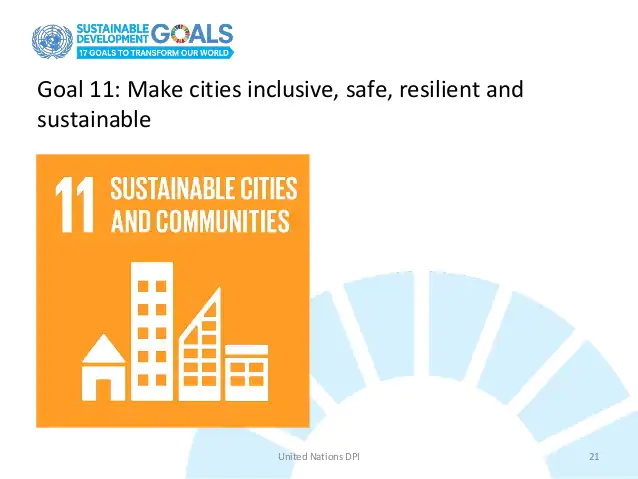 SUSTAINABLE
DEVELOPMENT GOALS
17 GOALS TO TRANSFORM OUR WORLD
Goal 11: Make cities inclusive, safe, resilient and
sustainable
11 SUSTAINABLE CITIES
AND COMMUNITIES
United Nations DPI
21